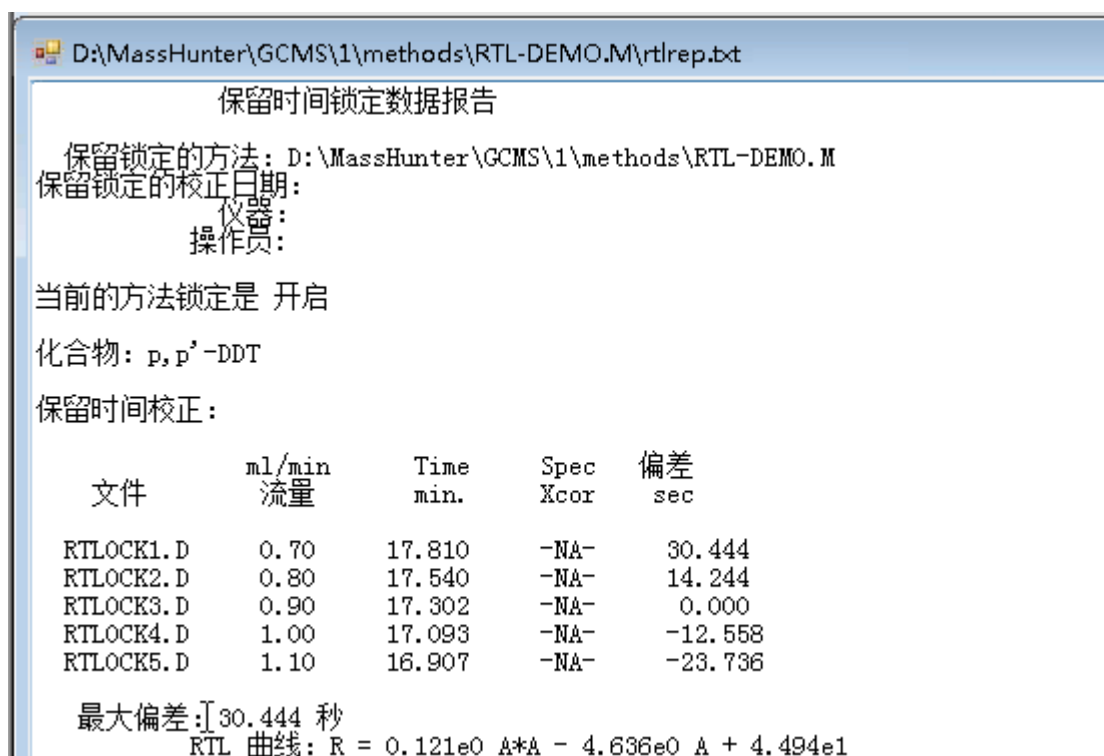 D:\MassHunter\GCMS\1\methods\RTL-DEMO.M\rtlrep.txt
保留时间锁定数据报告
保留锁定的方法: D:\MassHunter\GCMS\1\methods\RTL-DEMO.M
保留锁定的校正日期:
仪器:
操作员:
当前的方法锁定是 开启
化合物: p,p'-DDT
保留时间校正:
ml/min Time Spec 偏差
文件 流量 min. Xcor sec
RTLOCK1.D 0.70 17.810 -NA- 30.444
RTLOCK2.D 0.80 17.540 -NA- 14.244
RTLOCK3.D 0.90 17.302 -NA- 0.000
RTLOCK4.D 1.00 17.093 -NA- -12.558
RTLOCK5.D 1.10 16.907 -NA- -23.736
最大偏差: 30.444 秒
RTL 曲线: R = 0.121e0 A*A - 4.636e0 A + 4.494e1